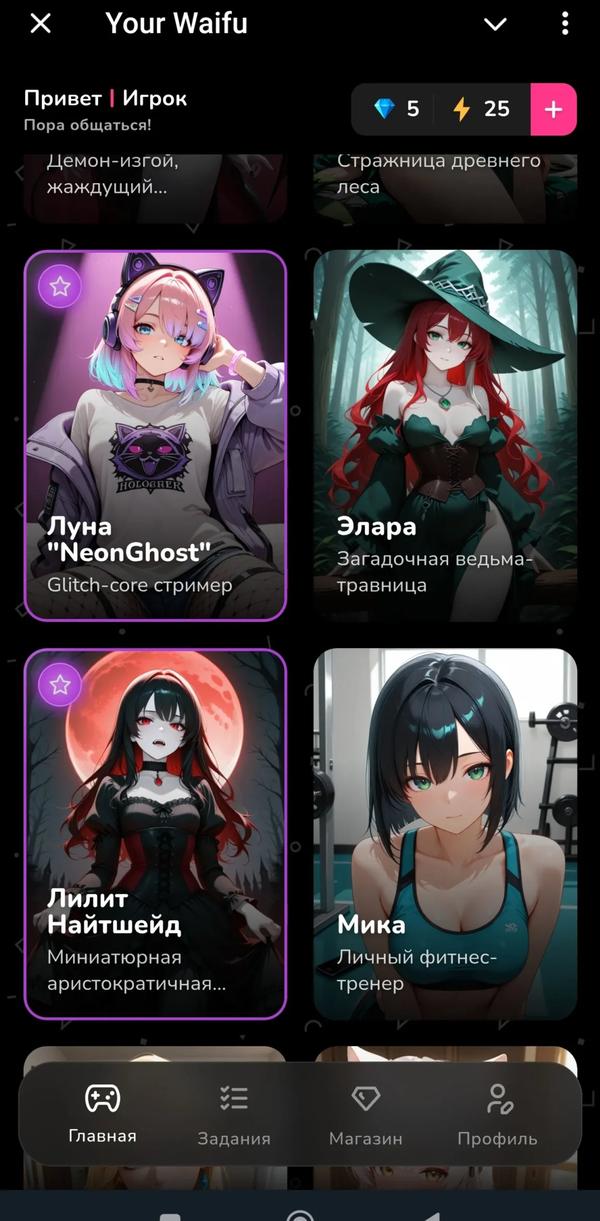 Your Waifu
Привет | Игрок
Пора общаться!
5
25
Демон-изгой,
жаждущий...
Стражница древнего
леса
HOLOGHER
Луна
"NeonGhost"
Glitch-core стример
Элара
Загадочная ведьма-
травница
Лилит
Найтшейд
Миниатюрная
аристократичная...
Мика
Личный фитнес-
тренер
Главная
Задания
Магазин
Профиль